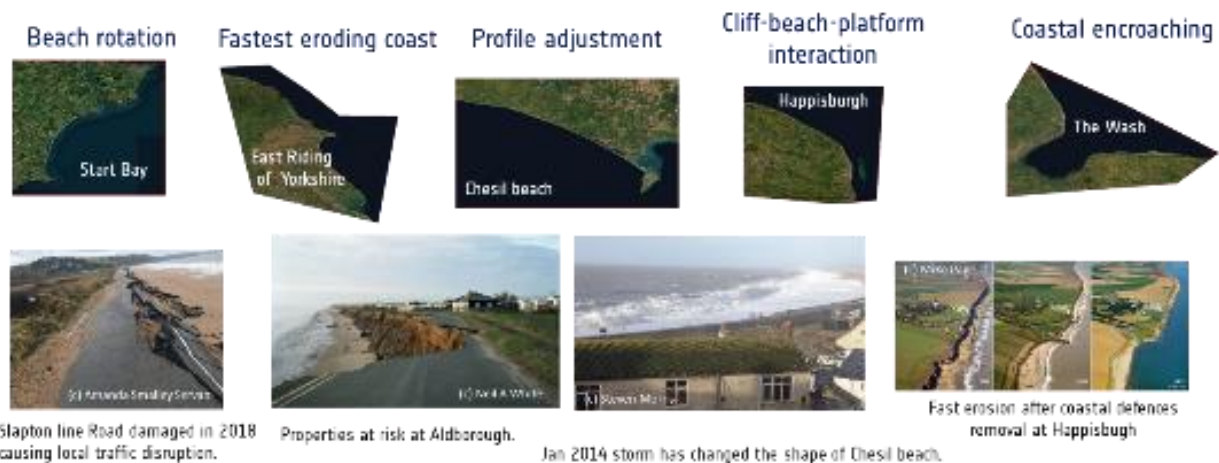 Beach rotation
Fastest eroding coast
Profile adjustment
Cliff-beach-platform
interaction
Coastal encroaching
Start Bay
East Riding
of Yorkshire
Chesil beach
Happisburgh
The Wash
(c) Amanda Smalley
(c) Neil A White
(c) Steven
(c) Mike
Slapton line Road damaged in 2018
causing local traffic disruption.
Properties at risk at Aldborough.
Jan 2014 storm has changed the shape of Chesil beach.
Fast erosion after coastal defences
removal at Happisbugh